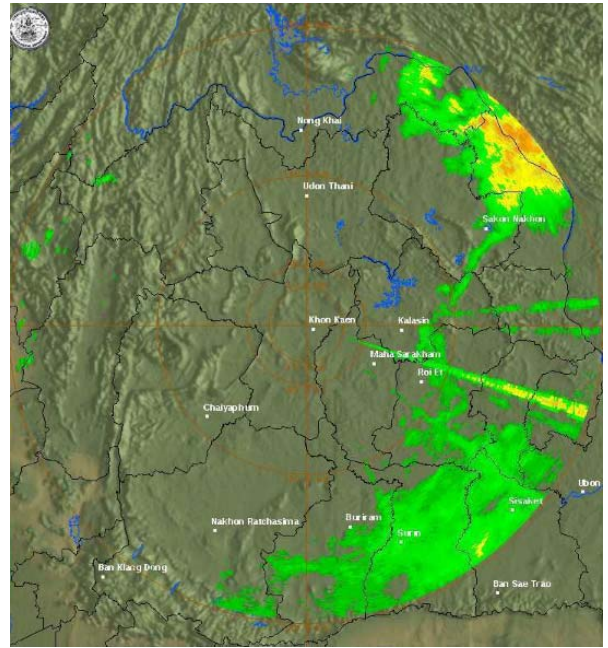 Nong Khai
Udon Thani
Sakon Nakhon
Khon Kaen
Kalasin
Maha Sarakham
Roi Et
Chaiyaphum
Ubon
Sisaket
Buriram
Nakhon Ratchasima
Surin
Ban Klang Dong
Ban Sae Trao